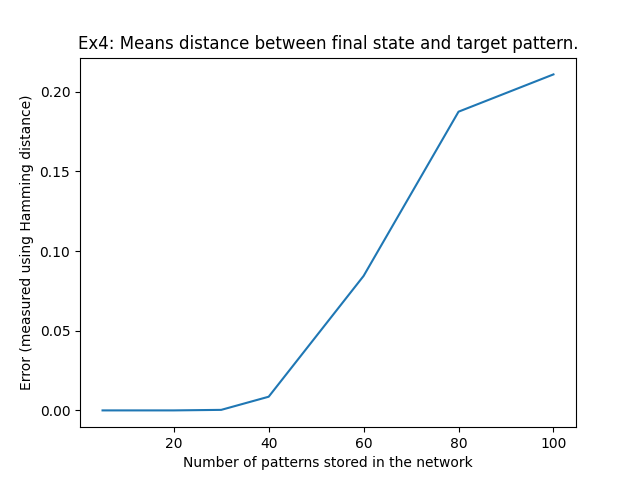 Ex4: Means distance between final state and target pattern.
0.20
0.15
0.10
0.05
0.00
Error (measured using Hamming distance)
20 40 60 80 100
Number of patterns stored in the network